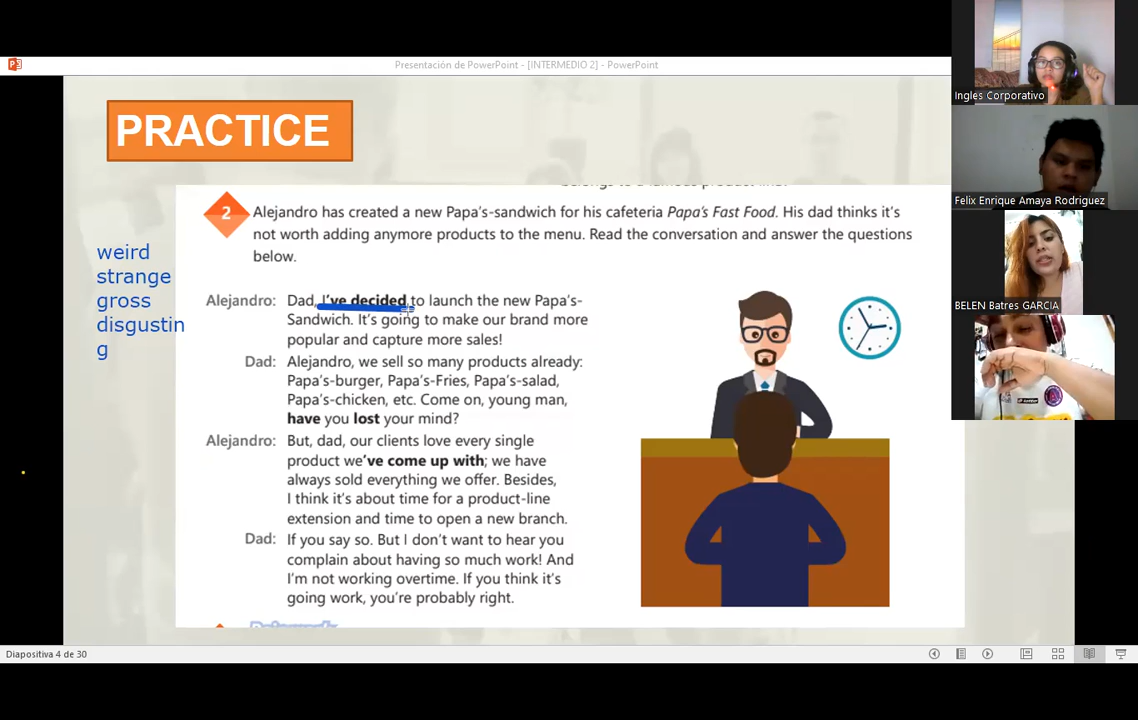 Presentación de PowerPoint - [INTERMEDIO 2] - PowerPoint
PRACTICE
2
Alejandro has created a new Papa's-sandwich for his cafeteria Papa's Fast Food. His dad thinks it's
not worth adding anymore products to the menu. Read the conversation and answer the questions
below.
weird
strange
gross
disgustin
g
Alejandro: Dad, I've decided to launch the new Papa's-
Sandwich. It's going to make our brand more
popular and capture more sales!
Dad: Alejandro, we sell so many products already:
Papa's-burger, Papa's-Fries, Papa's-salad,
Papa's-chicken, etc. Come on, young man,
have you lost your mind?
Alejandro: But, dad, our clients love every single
product we've come up with; we have
always sold everything we offer. Besides,
I think it's about time for a product-line
extension and time to open a new branch.
Dad: If you say so. But I don't want to hear you
complain about having so much work! And
I'm not working overtime. If you think it's
going work, you're probably right.
Diapositiva 4 de 30
Ingles Corporativo
Felix Enrique Amaya Rodriguez
BELEN Batres GARCIA